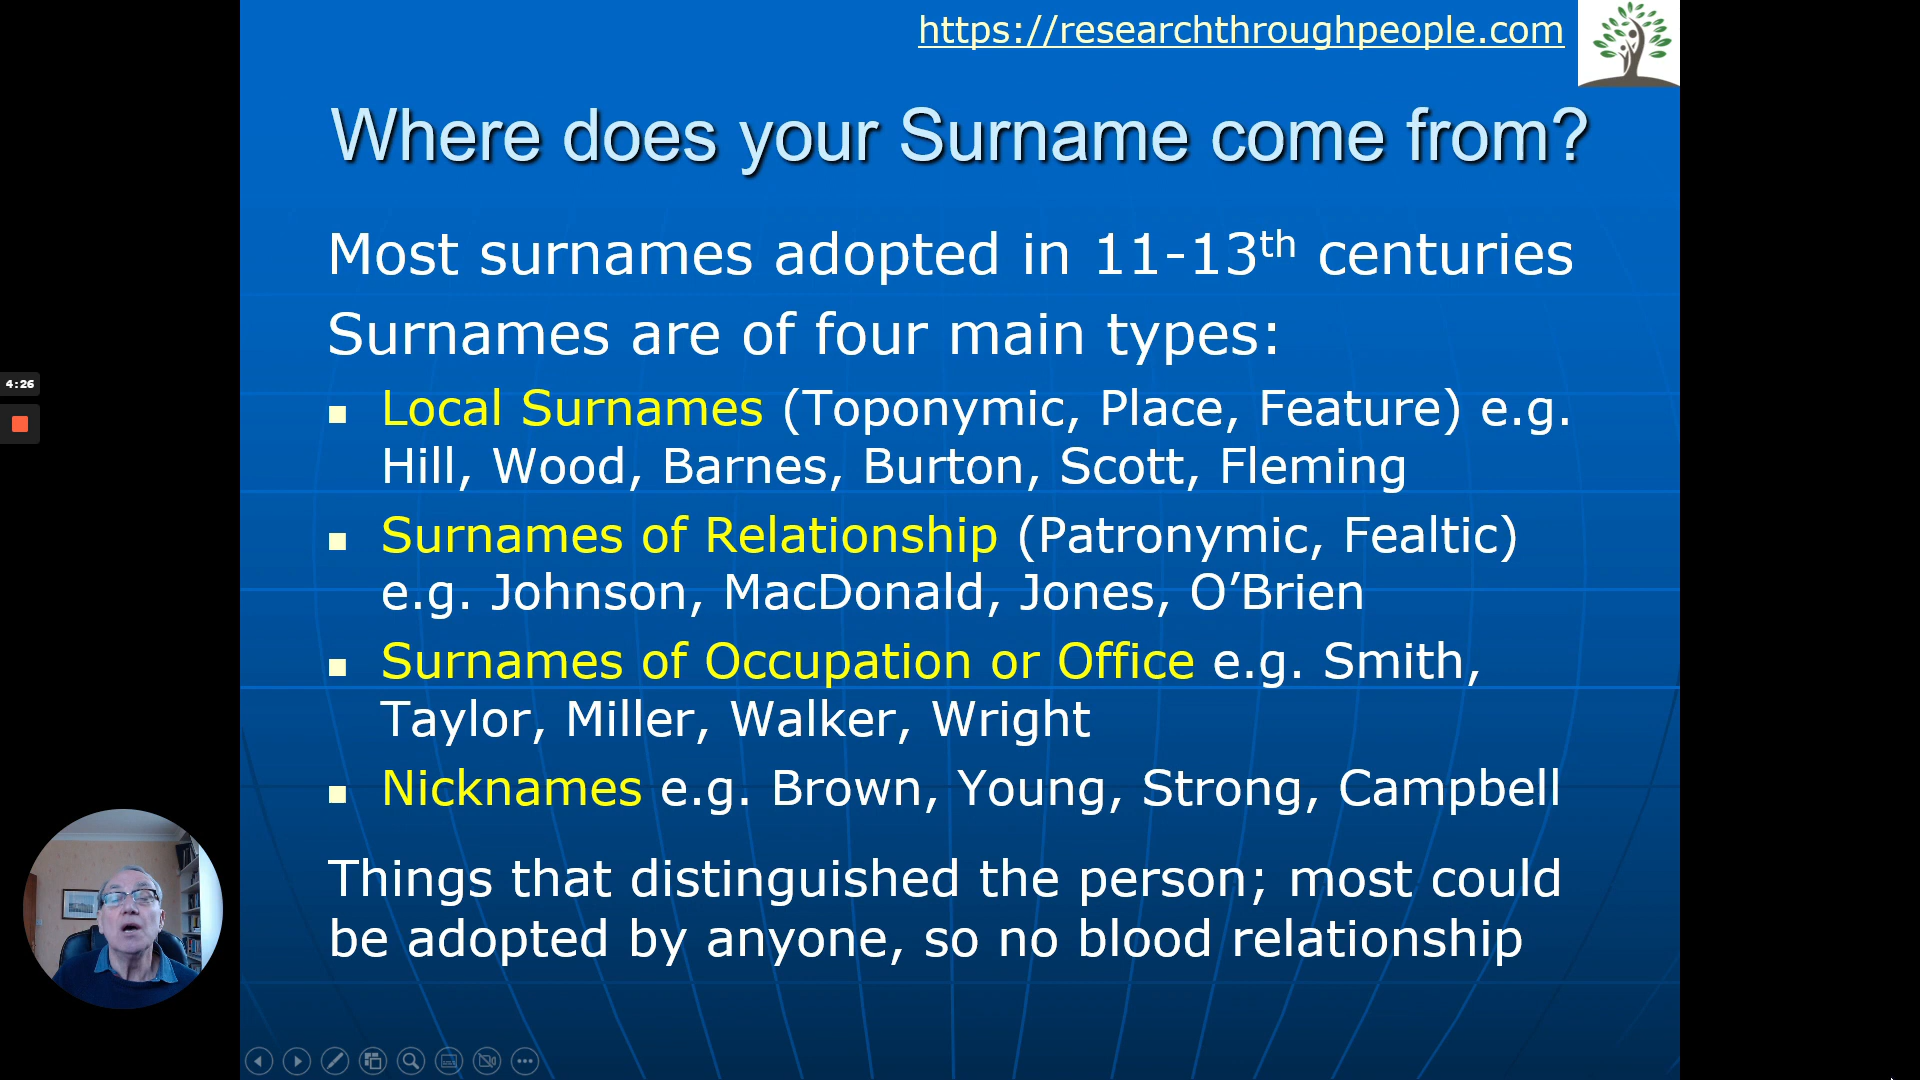 https://researchthroughpeople.com
Where does your Surname come from?
Most surnames adopted in 11-13th centuries
Surnames are of four main types:
Local Surnames (Toponymic, Place, Feature) e.g.
Hill, Wood, Barnes, Burton, Scott, Fleming
Surnames of Relationship (Patronymic, Fealtic)
e.g. Johnson, MacDonald, Jones, O’Brien
Surnames of Occupation or Office e.g. Smith,
Taylor, Miller, Walker, Wright
Nicknames e.g. Brown, Young, Strong, Campbell
Things that distinguished the person; most could
be adopted by anyone, so no blood relationship
4:26